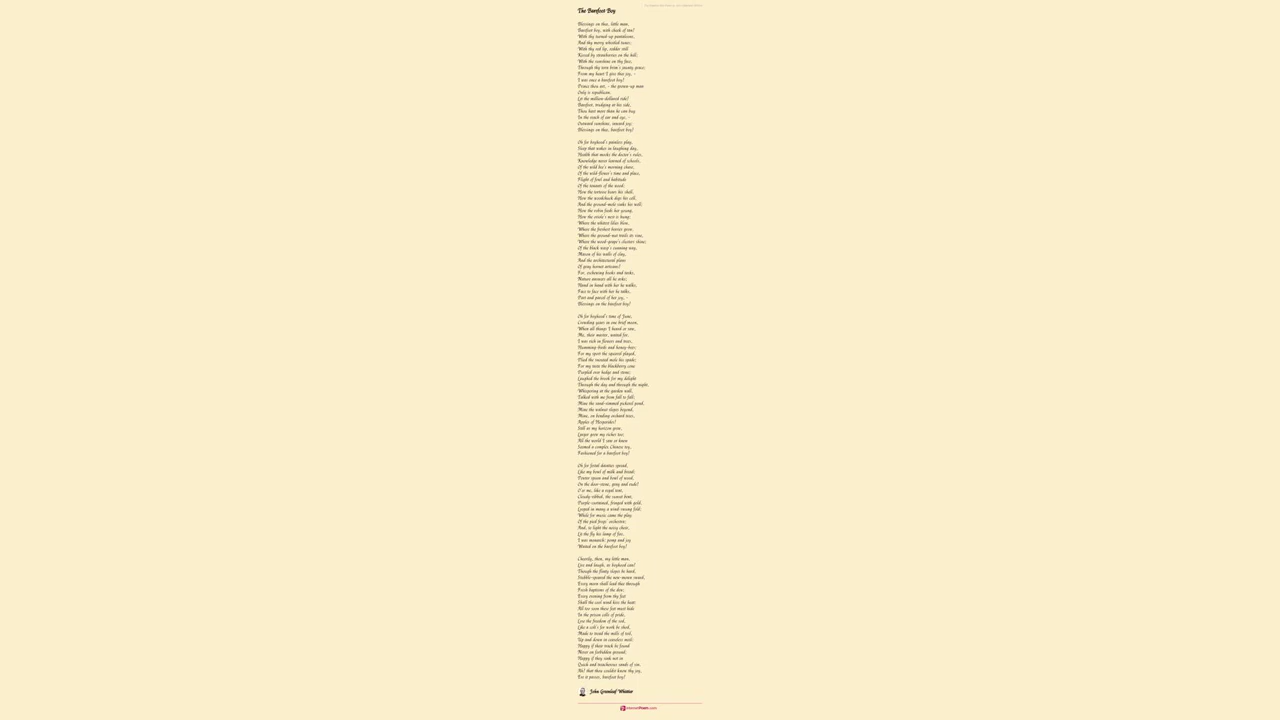 The Barefoot Boy
Blessings on thee, little man,
Barefoot boy, with cheek of tan!
With thy turned-up pantaloons,
And thy merry whistled tunes;
With thy red lip, redder still
Kissed by strawberries on the hill;
With the sunshine on thy face,
Through thy torn brim's jaunty grace;
From my heart I give thee joy, -
I was once a barefoot boy!
Prince thou art, - the grown-up man
Only is republican.
Let the million-dollared ride!
Barefoot, trudging at his side,
Thou hast more than he can buy
In the reach of ear and eye, -
Outward sunshine, inward joy:
Blessings on thee, barefoot boy!
Oh for boyhood's painless play,
Sleep that wakes in laughing day,
Health that mocks the doctor's rules,
Knowledge never learned of schools,
Of the wild bee's morning chase,
Of the wild-flower's time and place,
Flight of fowl and habitude
Of the tenants of the wood;
How the tortoise bears his shell,
How the woodchuck digs his cell,
And the ground-mole sinks his well;
How the robin feeds her young,
How the oriole's nest is hung;
Where the whitest lilies blow,
Where the freshest berries grow,
Where the ground-nut trails its vine,
Where the wood-grape's clusters shine;
Of the black wasp's cunning way,
Mason of his walls of clay,
And the architectural plans
Of gray hornet artisans!
For, eschewing books and tasks,
Nature answers all he asks;
Hand in hand with her he walks,
Face to face with her he talks,
Part and parcel of her joy, -
Blessings on the barefoot boy!
Oh for boyhood's time of June,
Crowding years in one brief moon,
When all things I heard or saw,
Me, their master, waited for.
I was rich in flowers and trees,
Humming-birds and honey-bees;
For my sport the squirrel played,
Plied the snouted mole his spade;
For my taste the blackberry cone
Purpled over hedge and stone;
Laughed the brook for my delight
Through the day and through the night,
Whispering at the garden wall,
Talked with me from fall to fall;
Mine the sand-rimmed pickerel pond,
Mine the walnut slopes beyond,
Mine, on bending orchard trees,
Apples of Hesperides!
Still as my horizon grew,
Larger grew my riches too;
All the world I saw or knew
Seemed a complex Chinese toy,
Fashioned for a barefoot boy!
Oh for festal dainties spread,
Like my bowl of milk and bread;
Pewter spoon and bowl of wood,
On the door-stone, gray and rude!
O'er me, like a regal tent,
Cloudy-ribbed, the sunset bent,
Purple-curtained, fringed with gold,
Looped in many a wind-swung fold;
While for music came the play
Of the pied frogs' orchestra;
And, to light the noisy choir,
Lit the fly his lamp of fire.
I was monarch: pomp and joy
Waited on the barefoot boy!
Cheerily, then, my little man,
Live and laugh, as boyhood can!
Though the flinty slopes be hard,
Stubble-speared the new-mown sward,
Every morn shall lead thee through
Fresh baptisms of the dew;
Every evening from thy feet
Shall the cool wind kiss the heat:
All too soon these feet must hide
In the prison cells of pride,
Lose the freedom of the sod,
Like a colt's for work be shod,
Made to tread the mills of toil,
Up and down in ceaseless moil:
Happy if their track be found
Never on forbidden ground;
Happy if they sink not in
Quick and treacherous sands of sin.
Ah! that thou couldst know thy joy,
Ere it passes, barefoot boy!
John Greenleaf Whittier
InternetPoem.com